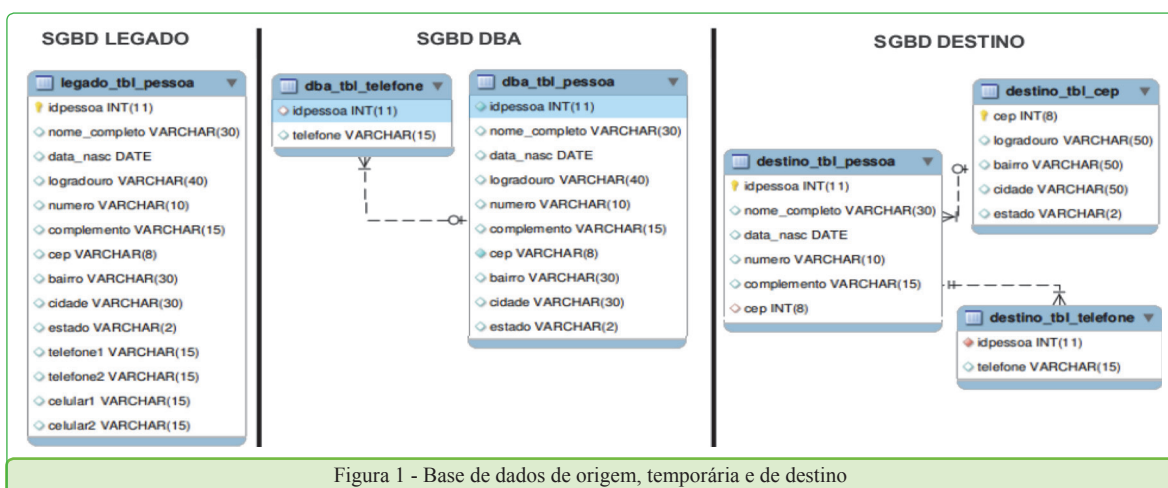 SGBD LEGADO
legado_tbl_pessoa
idpessoa INT(11)
nome_completo VARCHAR(30)
data_nasc DATE
logradouro VARCHAR(40)
numero VARCHAR(10)
complemento VARCHAR(15)
cep VARCHAR(8)
bairro VARCHAR(30)
cidade VARCHAR(30)
estado VARCHAR(2)
telefone1 VARCHAR(15)
telefone2 VARCHAR(15)
celular1 VARCHAR(15)
celular2 VARCHAR(15)
SGBD DBA
dba_tbl_telefone
idpessoa INT(11)
telefone VARCHAR(15)
dba_tbl_pessoa
idpessoa INT(11)
nome_completo VARCHAR(30)
data_nasc DATE
logradouro VARCHAR(40)
numero VARCHAR(10)
complemento VARCHAR(15)
cep VARCHAR(8)
bairro VARCHAR(30)
cidade VARCHAR(30)
estado VARCHAR(2)
SGBD DESTINO
destino_tbl_pessoa
idpessoa INT(11)
nome_completo VARCHAR(30)
data_nasc DATE
numero VARCHAR(10)
complemento VARCHAR(15)
cep INT(8)
destino_tbl_cep
cep INT(8)
logradouro VARCHAR(50)
bairro VARCHAR(50)
cidade VARCHAR(50)
estado VARCHAR(2)
destino_tbl_telefone
idpessoa INT(11)
telefone VARCHAR(15)
Figura 1 - Base de dados de origem, temporária e de destino